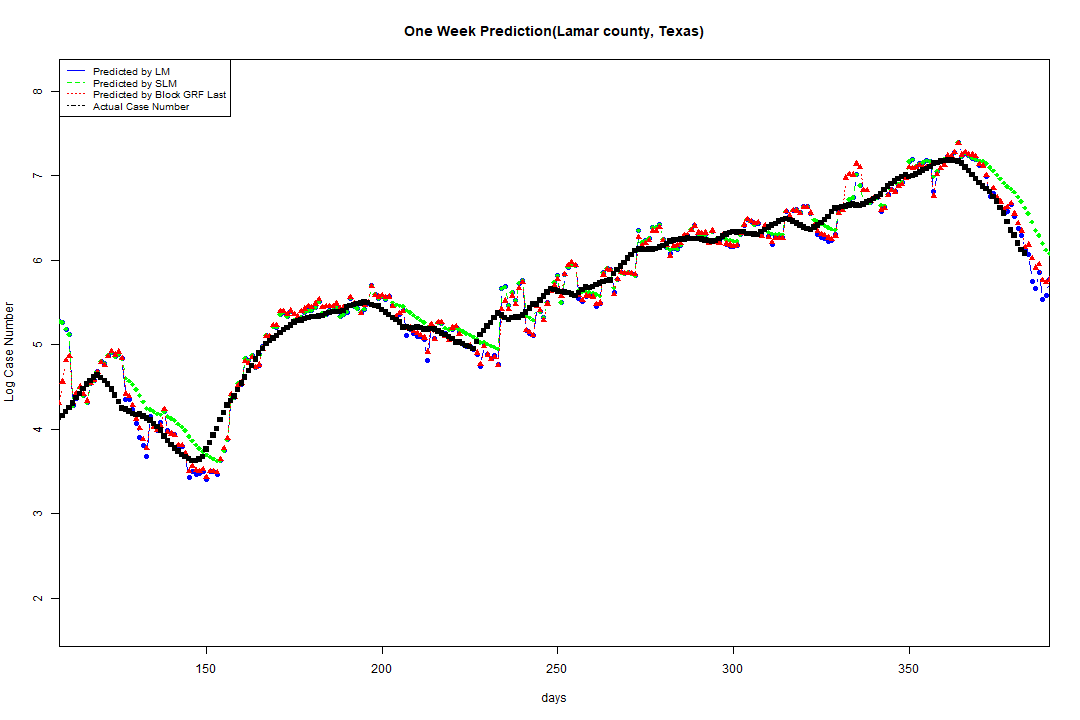 One Week Prediction(Lamar county, Texas)
Predicted by LM
Predicted by SLM
Predicted by Block GRF Last
Actual Case Number
8
7
6
5
4
3
2
Log Case Number
150
200
250
300
350
days